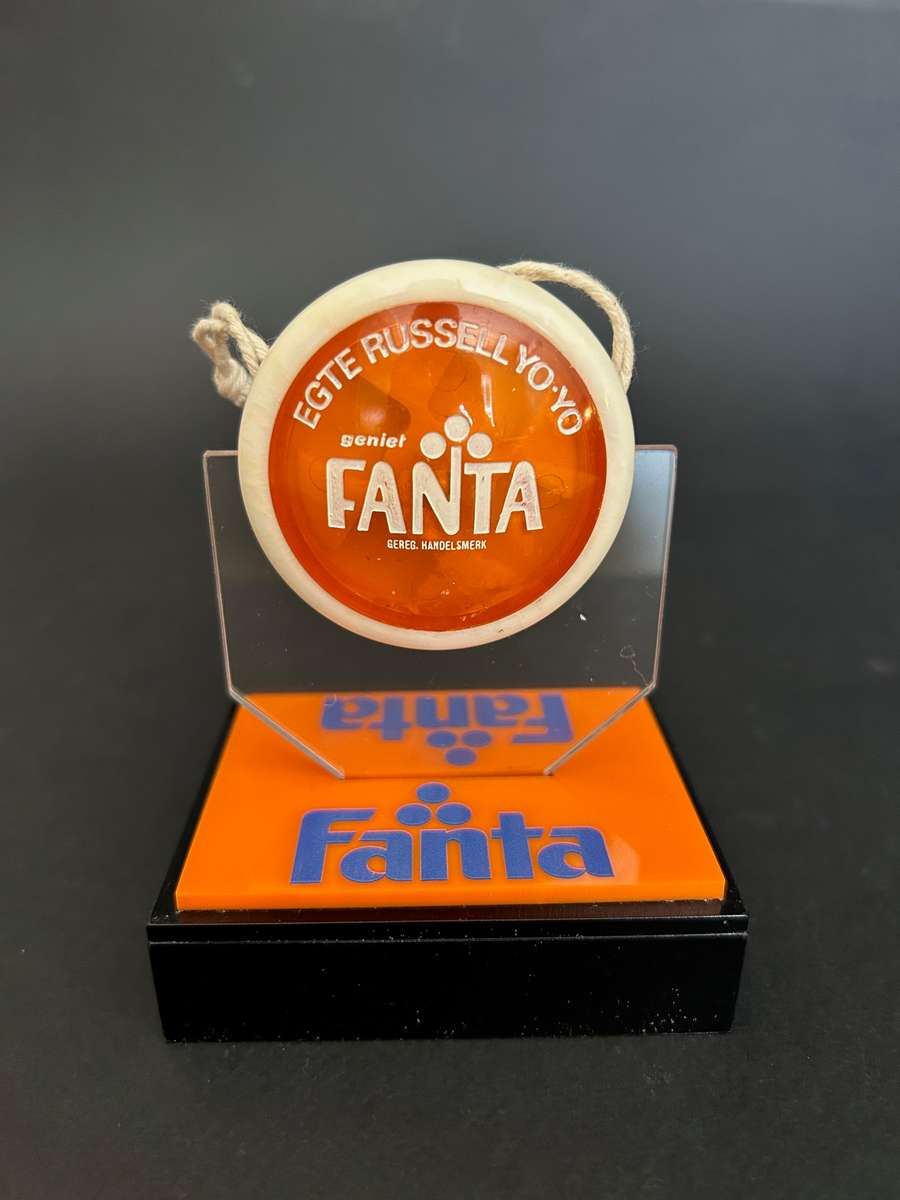 EGTE RUSSELL YO-YO
geniet
FANTA
GEREG. HANDELSMERK
Fanta
Fanta